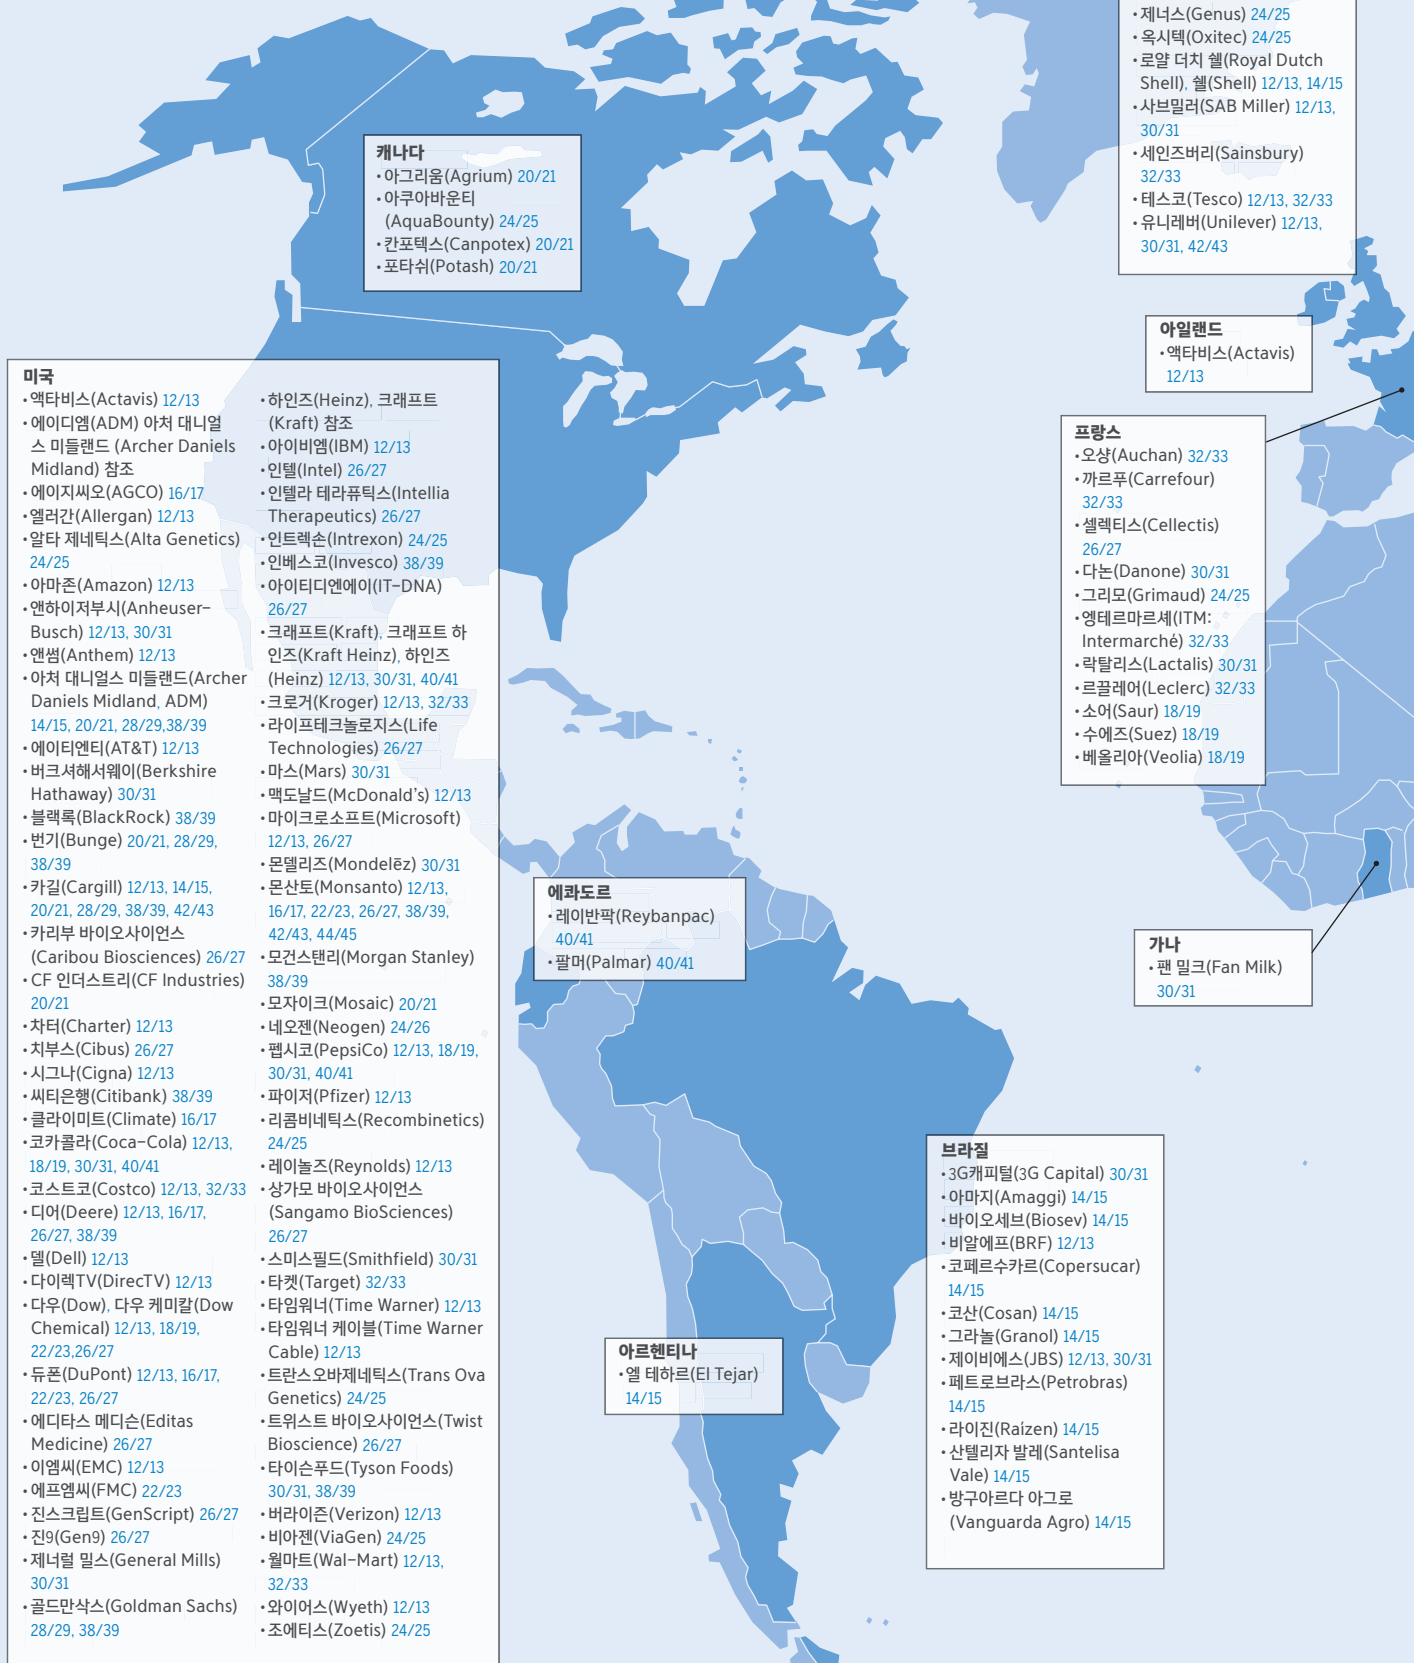 • 제너스(Genus) 24/25
• 옥시텍(Oxitec) 24/25
• 로얄 더치 쉘(Royal Dutch
Shell), 쉘(Shell) 12/13, 14/15
• 사브밀러(SAB Miller) 12/13,
30/31
• 세인즈버리(Sainsbury)
32/33
• 테스코(Tesco) 12/13, 32/33
• 유니레버(Unilever) 12/13,
30/31, 42/43
캐나다
• 아그리움(Agrium) 20/21
• 아쿠아바운티
(AquaBounty) 24/25
• 칸포텍스(Canpotex) 20/21
• 포타쉬(Potash) 20/21
아일랜드
• 액타비스(Actavis)
12/13
미국
• 액타비스(Actavis) 12/13
• 에이디엠(ADM) 아처 대니얼
스 미들랜드 (Archer Daniels
Midland) 참조
• 에이지씨오(AGCO) 16/17
• 엘러간(Allergan) 12/13
• 알타 제네틱스(Alta Genetics)
24/25
• 아마존(Amazon) 12/13
• 앤하이저부시(Anheuser-
Busch) 12/13, 30/31
• 앤썸(Anthem) 12/13
• 아처 대니얼스 미들랜드(Archer
Daniels Midland, ADM)
14/15, 20/21, 28/29,38/39
• 에이티엔티(AT&T) 12/13
• 버크셔해서웨이(Berkshire
Hathaway) 30/31
• 블랙록(BlackRock) 38/39
• 번기(Bunge) 20/21, 28/29,
38/39
• 카길(Cargill) 12/13, 14/15,
20/21, 28/29, 38/39, 42/43
• 카리부 바이오사이언스
(Caribou Biosciences) 26/27
• CF 인더스트리(CF Industries)
20/21
• 차터(Charter) 12/13
• 치부스(Cibus) 26/27
• 시그나(Cigna) 12/13
• 씨티은행(Citibank) 38/39
• 클라이미트(Climate) 16/17
• 코카콜라(Coca-Cola) 12/13,
18/19, 30/31, 40/41
• 코스트코(Costco) 12/13, 32/33
• 디어(Deere) 12/13, 16/17,
26/27, 38/39
• 델(Dell) 12/13
• 다이렉TV(DirecTV) 12/13
• 다우(Dow), 다우 케미칼(Dow
Chemical) 12/13, 18/19,
22/23,26/27
• 듀폰(DuPont) 12/13, 16/17,
22/23, 26/27
• 에디타스 메디슨(Editas
Medicine) 26/27
• 이엠씨(EMC) 12/13
• 에프엠씨(FMC) 22/23
• 진스크립트(GenScript) 26/27
• 진9(Gen9) 26/27
• 제너럴 밀스(General Mills)
30/31
• 골드만삭스(Goldman Sachs)
28/29, 38/39
• 하인즈(Heinz), 크래프트
(Kraft) 참조
• 아이비엠(IBM) 12/13
• 인텔(Intel) 26/27
• 인텔라 테라퓨틱스(Intellia
Therapeutics) 26/27
• 인트렉손(Intrexon) 24/25
• 인베스코(Invesco) 38/39
• 아이티디엔에이(IT-DNA)
26/27
• 크래프트(Kraft), 크래프트 하
인즈(Kraft Heinz), 하인즈
(Heinz) 12/13, 30/31, 40/41
• 크로거(Kroger) 12/13, 32/33
• 라이프테크놀로지스(Life
Technologies) 26/27
• 마스(Mars) 30/31
• 맥도날드(McDonald's) 12/13
• 마이크로소프트(Microsoft)
12/13, 26/27
• 몬델리즈(Mondelēz) 30/31
• 몬산토(Monsanto) 12/13,
16/17, 22/23, 26/27, 38/39,
42/43, 44/45
• 모건스탠리(Morgan Stanley)
38/39
• 모자이크(Mosaic) 20/21
• 네오젠(Neogen) 24/26
• 펩시코(PepsiCo) 12/13, 18/19,
30/31, 40/41
• 파이저(Pfizer) 12/13
• 리콤비네틱스(Recombinetics)
24/25
• 레이놀즈(Reynolds) 12/13
• 상가모 바이오사이언스
(Sangamo BioSciences)
26/27
• 스미스필드(Smithfield) 30/31
• 타켓(Target) 32/33
• 타임워너(Time Warner) 12/13
• 타임워너 케이블(Time Warner
Cable) 12/13
• 트란스오바제네틱스(Trans Ova
Genetics) 24/25
• 트위스트 바이오사이언스(Twist
Bioscience) 26/27
• 타이슨푸드(Tyson Foods)
30/31, 38/39
• 버라이즌(Verizon) 12/13
• 비아젠(ViaGen) 24/25
• 월마트(Wal-Mart) 12/13,
32/33
• 와이어스(Wyeth) 12/13
• 조에티스(Zoetis) 24/25
프랑스
• 오샹(Auchan) 32/33
• 까르푸(Carrefour)
32/33
• 셀렉티스(Cellectis)
26/27
• 다논(Danone) 30/31
• 그리모(Grimaud) 24/25
• 엥테르마르셰(ITM:
Intermarché) 32/33
• 락탈리스(Lactalis) 30/31
• 르끌레어(Leclerc) 32/33
• 소어(Saur) 18/19
• 수에즈(Suez) 18/19
• 베올리아(Veolia) 18/19
에콰도르
• 레이반팍(Reybanpac)
40/41
• 팔머(Palmar) 40/41
가나
• 팬 밀크(Fan Milk)
30/31
브라질
• 3G캐피털(3G Capital) 30/31
• 아마지(Amaggi) 14/15
• 바이오세브(Biosev) 14/15
• 비알에프(BRF) 12/13
• 코페르수카르(Copersucar)
14/15
• 코산(Cosan) 14/15
• 그라놀(Granol) 14/15
• 제이비에스(JBS) 12/13, 30/31
• 페트로브라스(Petrobras)
14/15
• 라이진(Raízen) 14/15
• 산텔리자 발레(Santelisa
Vale) 14/15
• 방구아르다 아그로
(Vanguarda Agro) 14/15
아르헨티나
• 엘 테하르(El Tejar)
14/15